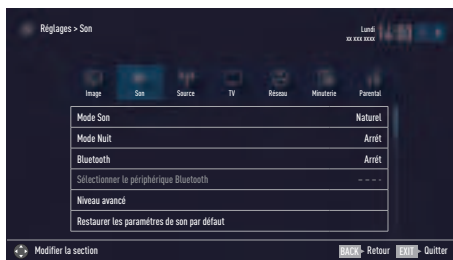 Réglages > Son
Lundi
xx xxx xxxx
Image Son Source TV Réseau Minuterie Parental
Mode Son Naturel
Mode Nuit Arrét
Bluetooth Arrét
Sélectionner le périphérique Bluetooth - - - -
Niveau avancé
Restaurer les paramètres de son par défaut
Modifier la section BACK Retour EXIT Quitter